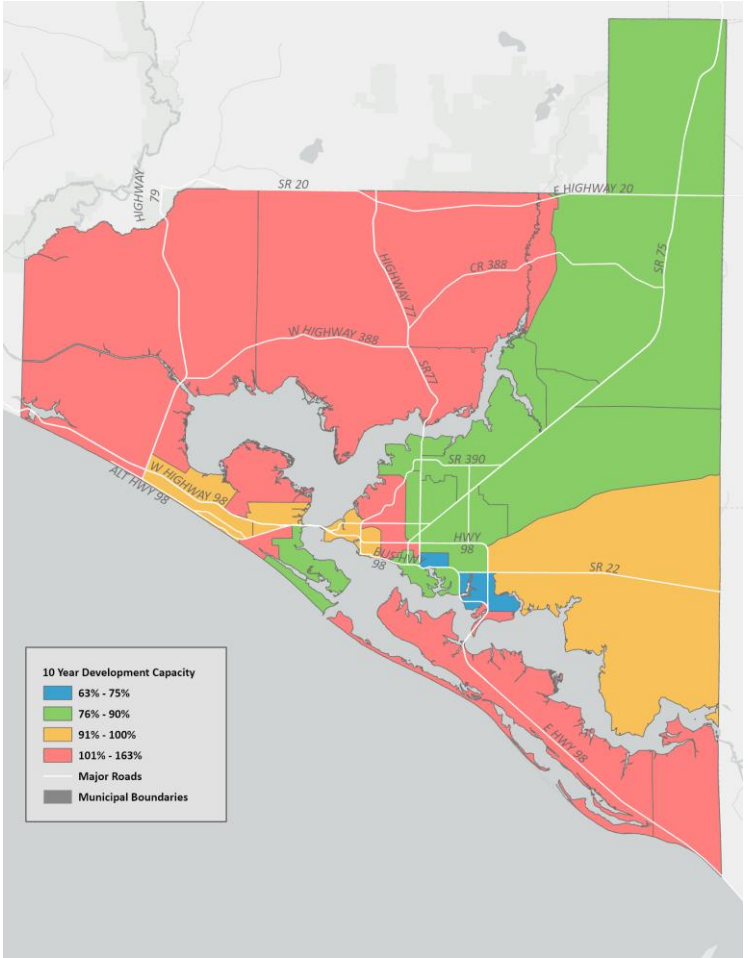 HIGHWAY
79
SR 20
E HIGHWAY 20
SR 75
HIGHWAY 77
CR 388
W HIGHWAY 388
SR77
SR 390
W HIGHWAY 98
ALT HWY 98
HWY
98
BUS HWY
98
SR 22
E HWY 98
10 Year Development Capacity
63% - 75%
76% - 90%
91% - 100%
101% - 163%
Major Roads
Municipal Boundaries